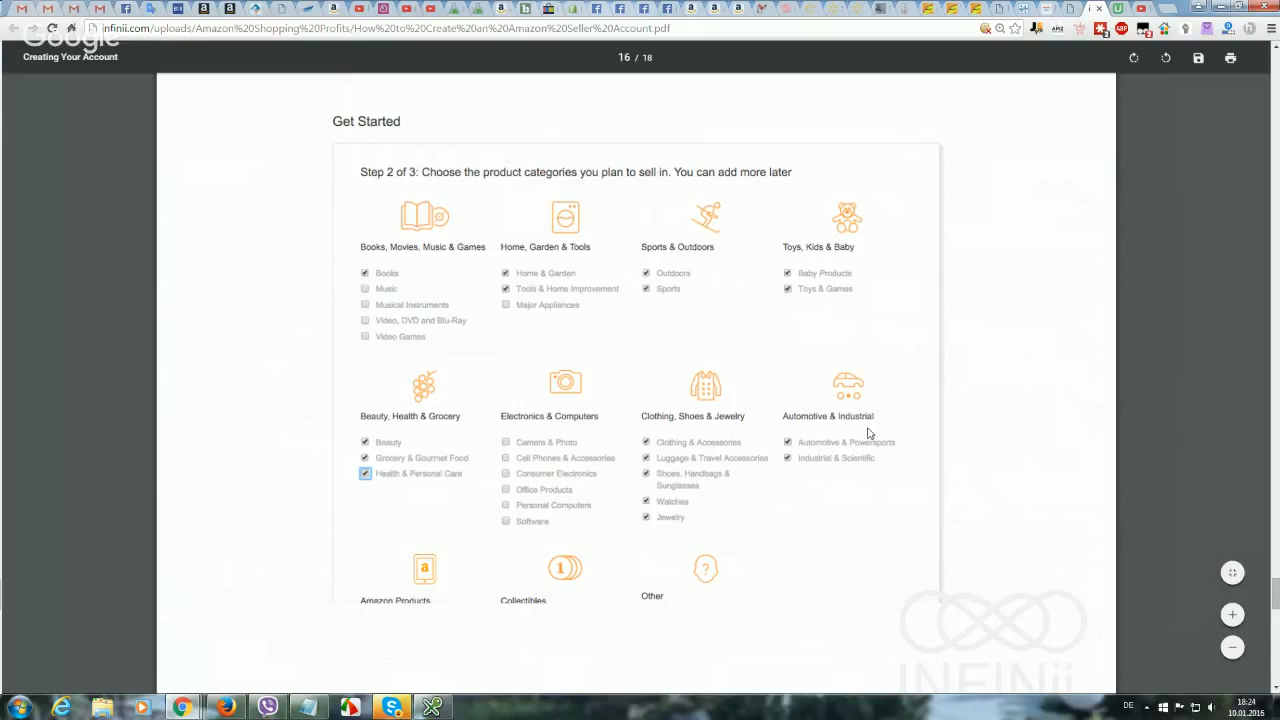 infinii.com/uploads/Amazon%20Shopping%20Profits/How%20to%20Create%20an%20Amazon%20Seller%20Account.pdf
Google
Creating Your Account
16 / 18
Get Started
Step 2 of 3: Choose the product categories you plan to sell in. You can add more later
Books, Movies, Music & Games
Books
Music
Musical Instruments
Video, DVD and Blu-Ray
Video Games
Home, Garden & Tools
Home & Garden
Tools & Home Improvement
Major Appliances
Sports & Outdoors
Outdoors
Sports
Toys, Kids & Baby
Baby Products
Toys & Games
Beauty, Health & Grocery
Beauty
Grocery & Gourmet Food
Health & Personal Care
Electronics & Computers
Camera & Photo
Cell Phones & Accessories
Consumer Electronics
Office Products
Personal Computers
Software
Clothing, Shoes & Jewelry
Clothing & Accessories
Luggage & Travel Accessories
Shoes, Handbags &
Sunglasses
Watches
Jewelry
Automotive & Industrial
Automotive & Powersports
Industrial & Scientific
Amazon Products
Collectibles
Other
INFINii
DE
18:24
10.01.2016